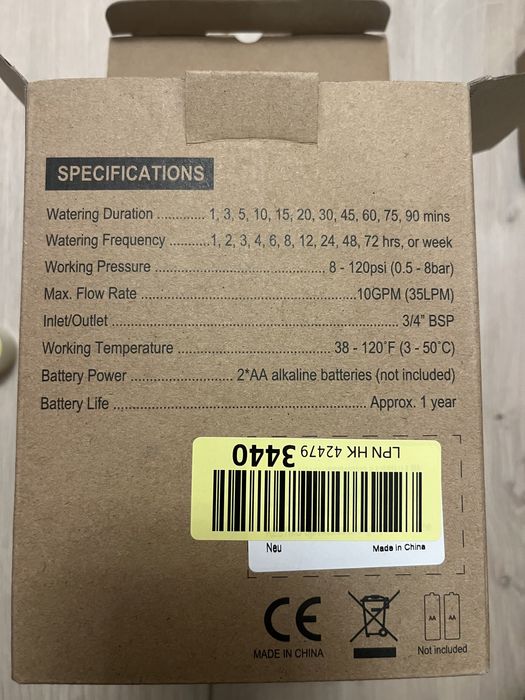 SPECIFICATIONS
Watering Duration ............ 1, 3, 5, 10, 15, 20, 30, 45, 60, 75, 90 mins
Watering Frequency ..........1, 2, 3, 4, 6, 8, 12, 24, 48, 72 hrs, or week
Working Pressure ............................................ 8 - 120psi (0.5 - 8bar)
Max. Flow Rate ......................................................10GPM (35LPM)
Inlet/Outlet ........................................................................ 3/4" BSP
Working Temperature ................................ 38 - 120°F (3 - 50°C)
Battery Power .................... 2*AA alkaline batteries (not included)
Battery Life ................................................................ Approx. 1 year
LPN HK 42479 3440
Neu Made in China
CE
MADE IN CHINA
AA AA
Not included